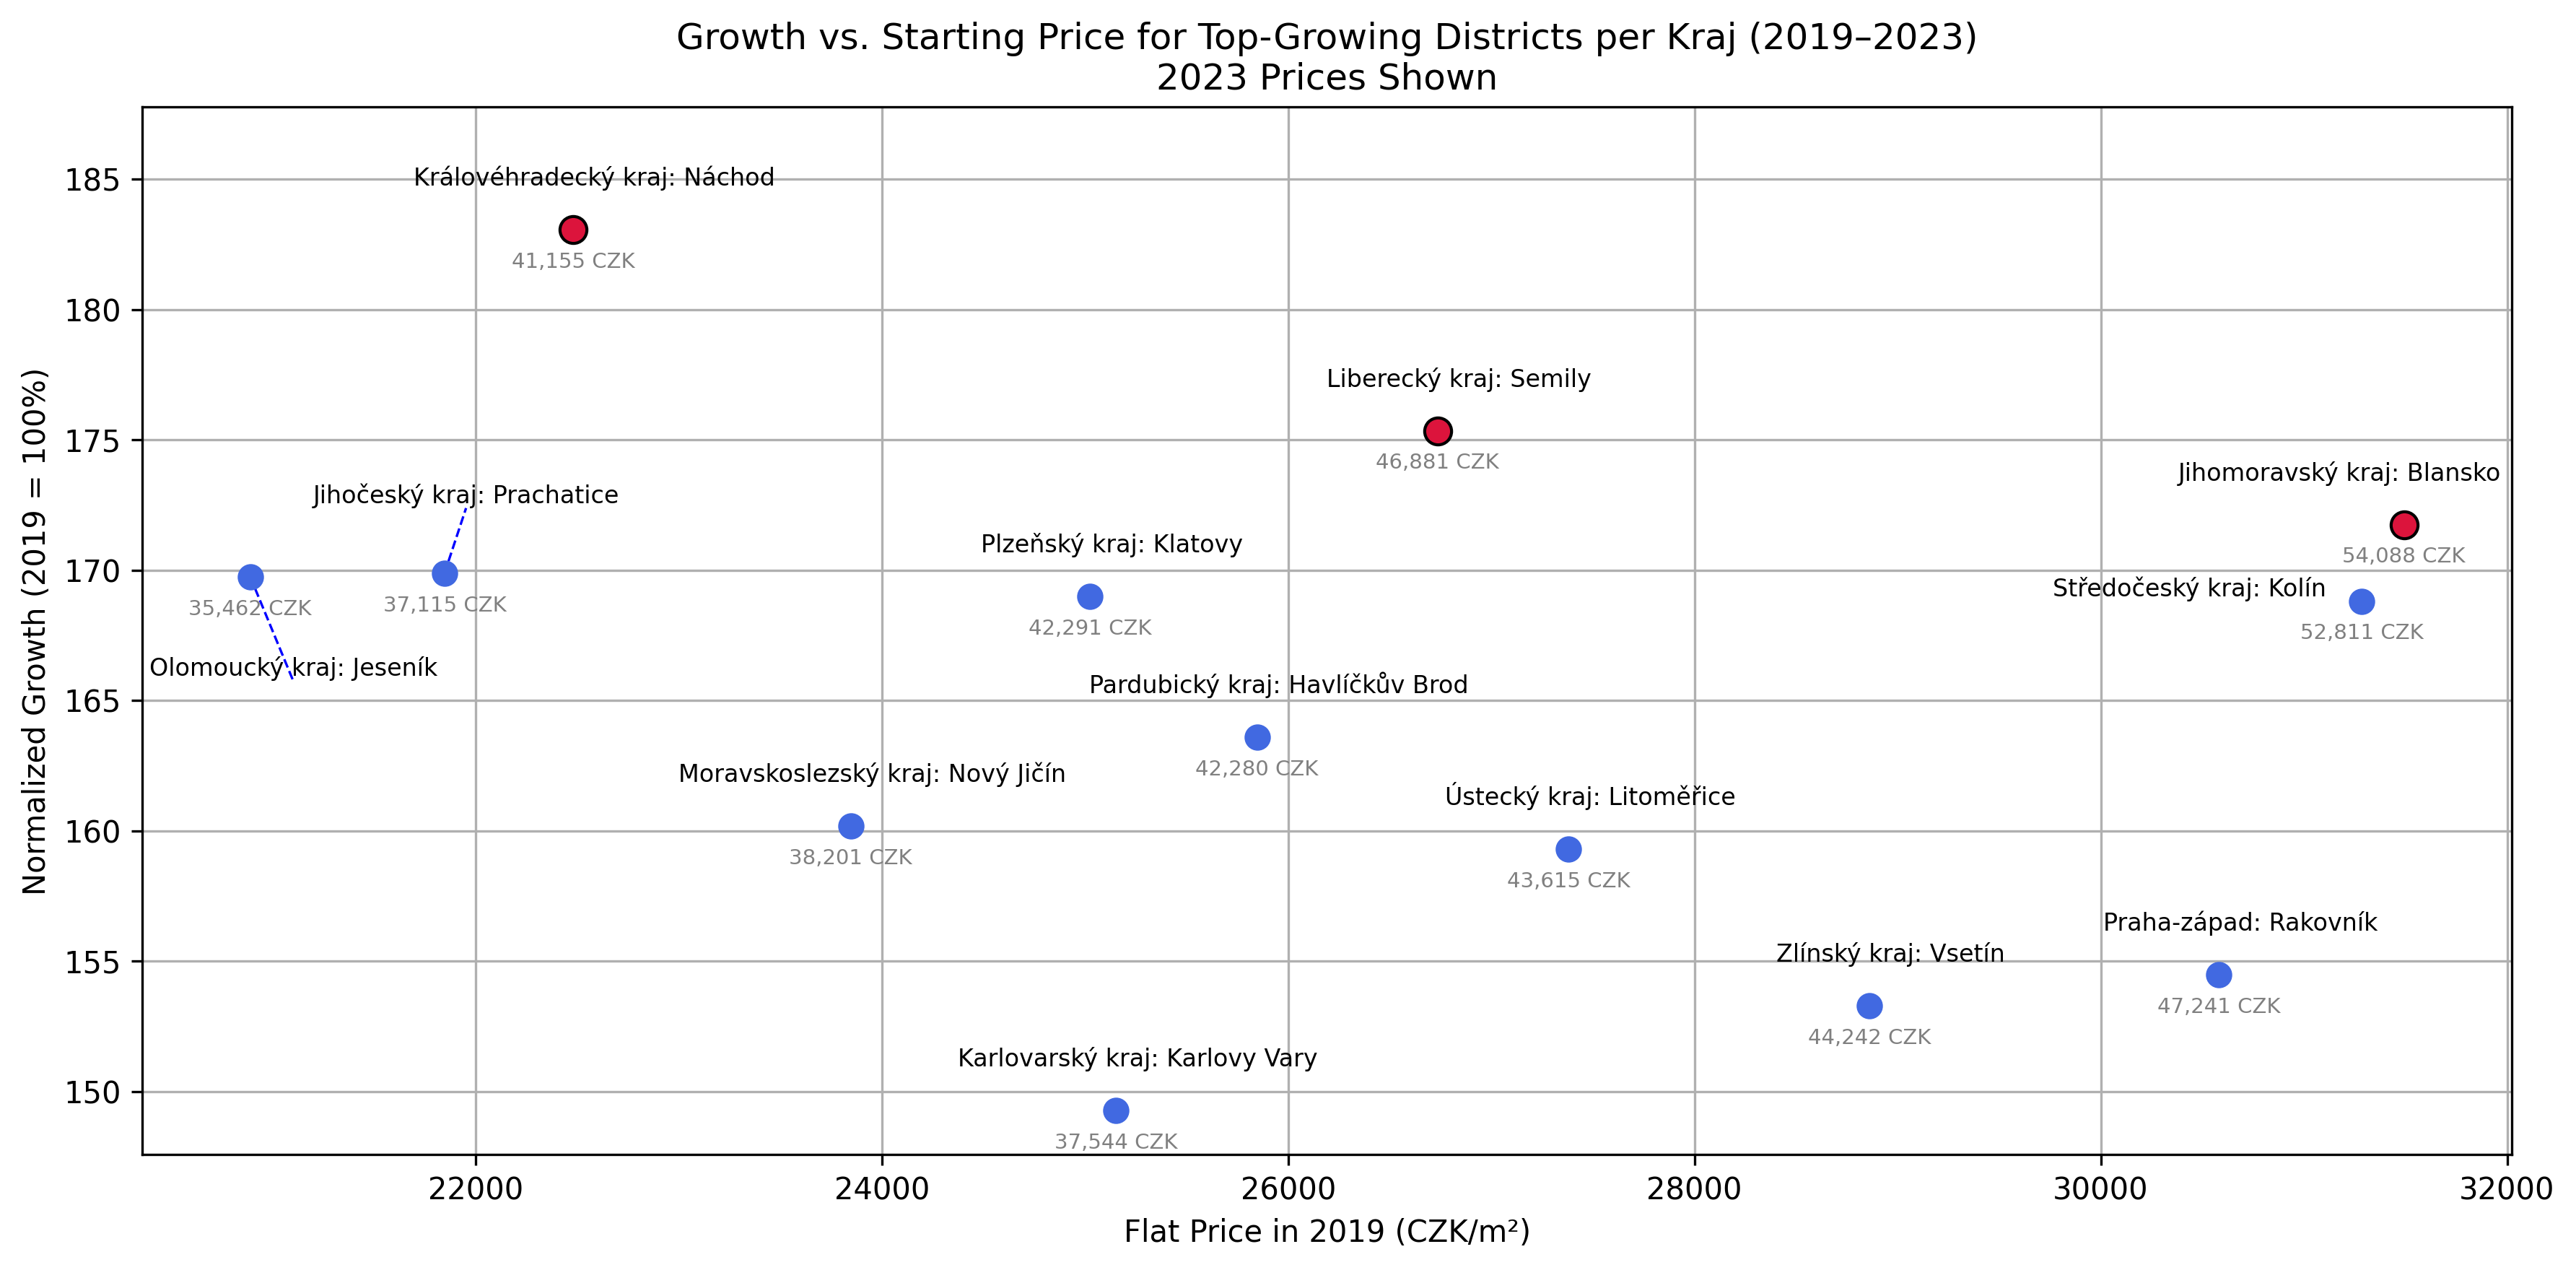 Growth vs. Starting Price for Top-Growing Districts per Kraj (2019–2023)
2023 Prices Shown
Normalized Growth (2019 = 100%)
185
180
175
170
165
160
155
150
Královéhradecký kraj: Náchod
41,155 CZK
Liberecký kraj: Semily
46,881 CZK
Jihomoravský kraj: Blansko
54,088 CZK
Jihočeský kraj: Prachatice
37,115 CZK
35,462 CZK
Olomoucký kraj: Jeseník
Plzeňský kraj: Klatovy
42,291 CZK
Středočeský kraj: Kolín
52,811 CZK
Pardubický kraj: Havlíčkův Brod
42,280 CZK
Moravskoslezský kraj: Nový Jičín
38,201 CZK
Ústecký kraj: Litoměřice
43,615 CZK
Praha-západ: Rakovník
47,241 CZK
Zlínský kraj: Vsetín
44,242 CZK
Karlovarský kraj: Karlovy Vary
37,544 CZK
22000 24000 26000 28000 30000 32000
Flat Price in 2019 (CZK/m²)